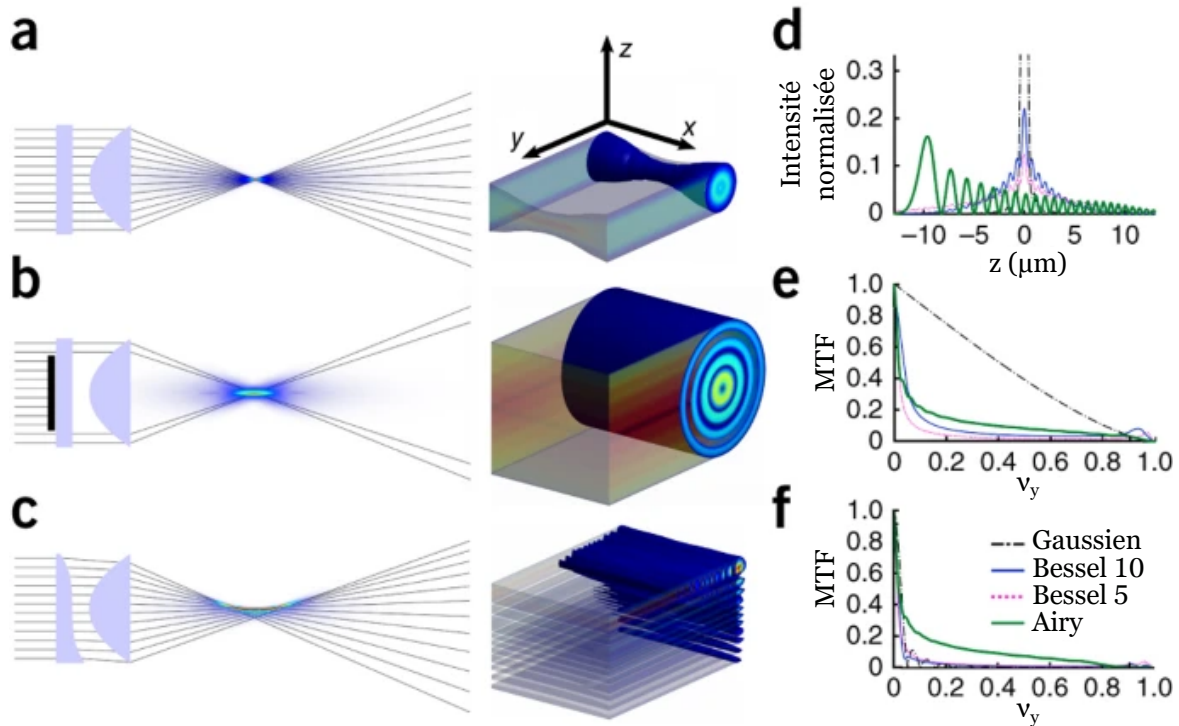 a
z
y
x
b
c
d
Intensité
normalisée
0.3
0.2
0.1
0
−10
−5
0
5
10
z (μm)
e
MTF
1.0
0.8
0.6
0.4
0.2
0
0
0.2
0.4
0.6
0.8
1.0
νy
f
MTF
1.0
0.8
0.6
0.4
0.2
0
Gaussien
Bessel 10
Bessel 5
Airy
0
0.2
0.4
0.6
0.8
1.0
νy